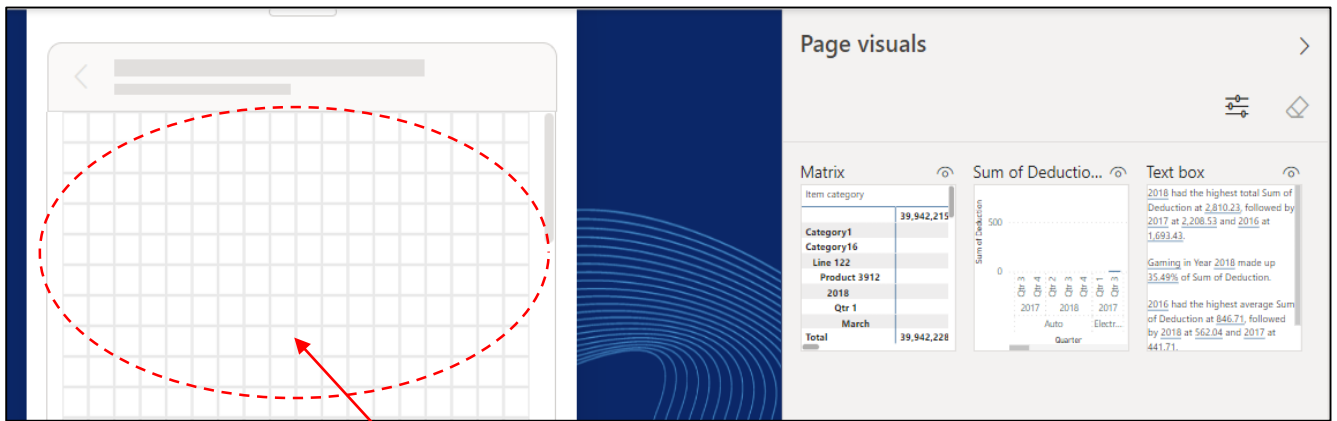 Page visuals
Matrix
Item category
39,942,215
Category1
Category16
Line 122
Product 3912
2018
Qtr 1
March
Total 39,942,228
Sum of Deductio...
Sum of Deduction
500
0
Qtr 3 Qtr 4 Qtr 2 Qtr 3 Qtr 4 Qtr 1 Qtr 3
2017 2018 2017
Auto Electr...
Quarter
Text box
2018 had the highest total Sum of
Deduction at 2,810.23, followed by
2017 at 2,208.53 and 2016 at
1,693.43.
Gaming in Year 2018 made up
35.49% of Sum of Deduction.
2016 had the highest average Sum
of Deduction at 846.71, followed
by 2018 at 562.04 and 2017 at
441.71.